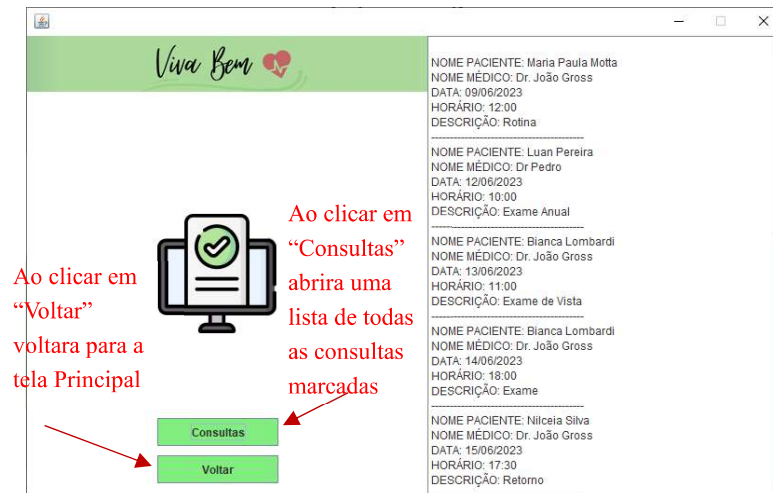 Viva Bem
Ao clicar em
“Voltar”
voltara para a
tela Principal
Ao clicar em
“Consultas”
abrira uma
lista de todas
as consultas
marcadas
Consultas
Voltar
NOME PACIENTE: Maria Paula Motta
NOME MÉDICO: Dr. João Gross
DATA: 09/06/2023
HORÁRIO: 12:00
DESCRIÇÃO: Rotina
------------------------------------------
NOME PACIENTE: Luan Pereira
NOME MÉDICO: Dr Pedro
DATA: 12/06/2023
HORÁRIO: 10:00
DESCRIÇÃO: Exame Anual
------------------------------------------
NOME PACIENTE: Bianca Lombardi
NOME MÉDICO: Dr. João Gross
DATA: 13/06/2023
HORÁRIO: 11:00
DESCRIÇÃO: Exame de Vista
------------------------------------------
NOME PACIENTE: Bianca Lombardi
NOME MÉDICO: Dr. João Gross
DATA: 14/06/2023
HORÁRIO: 18:00
DESCRIÇÃO: Exame
------------------------------------------
NOME PACIENTE: Nilceia Silva
NOME MÉDICO: Dr. João Gross
DATA: 15/06/2023
HORÁRIO: 17:30
DESCRIÇÃO: Retorno